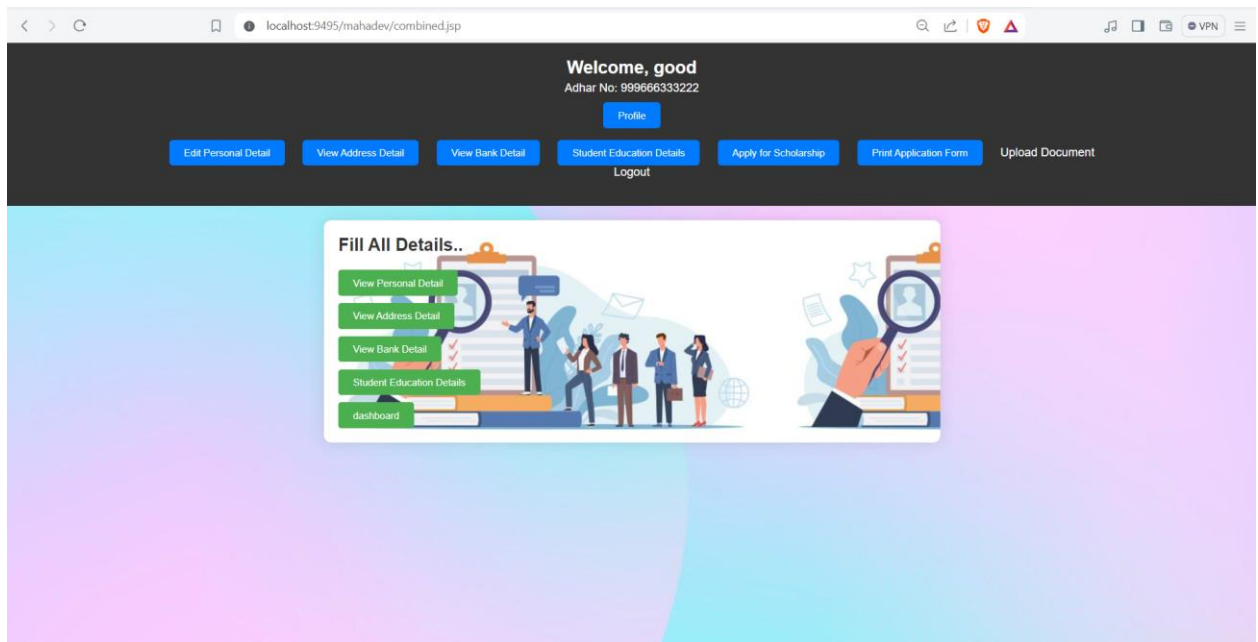 localhost:9495/mahadev/combined.jsp
VPN
Welcome, good
Adhar No: 999666333222
Profile
Edit Personal Detail View Address Detail View Bank Detail Student Education Details Apply for Scholarship Print Application Form Upload Document
Logout
Fill All Details..
View Personal Detail
View Address Detail
View Bank Detail
Student Education Details
dashboard